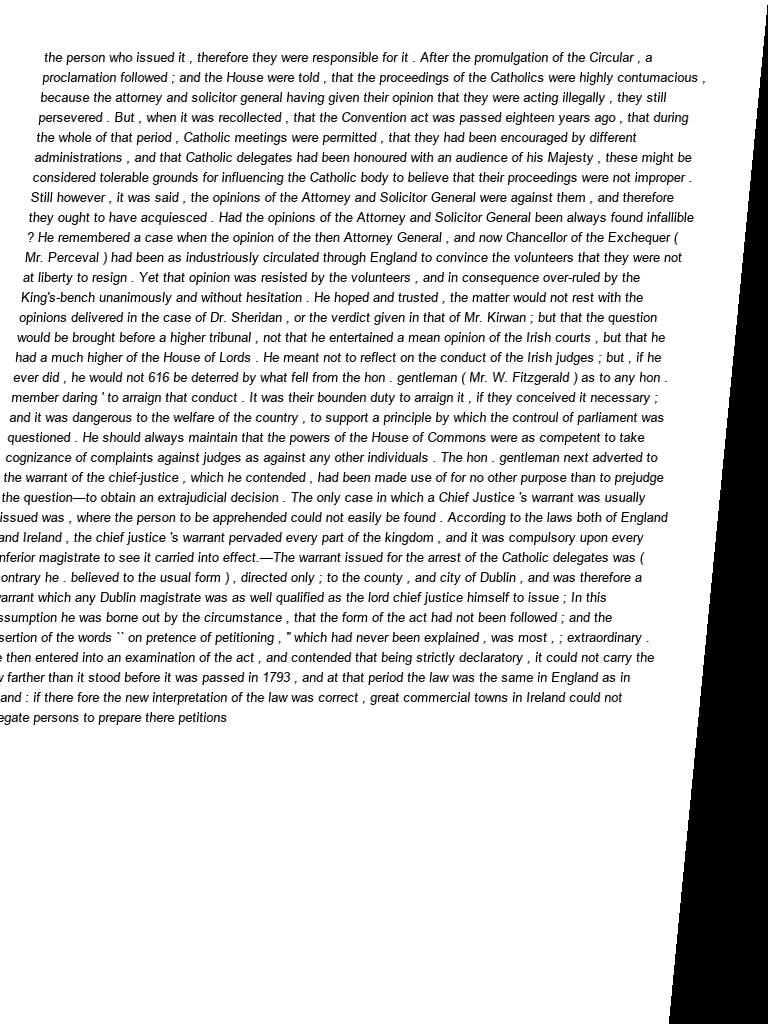 the person who issued it , therefore they were responsible for it . After the promulgation of the Circular , a
proclamation followed ; and the House were told , that the proceedings of the Catholics were highly contumacious ,
because the attorney and solicitor general having given their opinion that they were acting illegally , they still
persevered . But , when it was recollected , that the Convention act was passed eighteen years ago , that during
the whole of that period , Catholic meetings were permitted , that they had been encouraged by different
administrations , and that Catholic delegates had been honoured with an audience of his Majesty , these might be
considered tolerable grounds for influencing the Catholic body to believe that their proceedings were not improper .
Still however , it was said , the opinions of the Attorney and Solicitor General were against them , and therefore
they ought to have acquiesced . Had the opinions of the Attorney and Solicitor General been always found infallible
? He remembered a case when the opinion of the then Attorney General , and now Chancellor of the Exchequer (
Mr. Perceval ) had been as industriously circulated through England to convince the volunteers that they were not
at liberty to resign . Yet that opinion was resisted by the volunteers , and in consequence over-ruled by the
King's-bench unanimously and without hesitation . He hoped and trusted , the matter would not rest with the
opinions delivered in the case of Dr. Sheridan , or the verdict given in that of Mr. Kirwan ; but that the question
would be brought before a higher tribunal , not that he entertained a mean opinion of the Irish courts , but that he
had a much higher of the House of Lords . He meant not to reflect on the conduct of the Irish judges ; but , if he
ever did , he would not 616 be deterred by what fell from the hon . gentleman ( Mr. W. Fitzgerald ) as to any hon .
member daring ' to arraign that conduct . It was their bounden duty to arraign it , if they conceived it necessary ;
and it was dangerous to the welfare of the country , to support a principle by which the controul of parliament was
questioned . He should always maintain that the powers of the House of Commons were as competent to take
cognizance of complaints against judges as against any other individuals . The hon . gentleman next adverted to
the warrant of the chief-justice , which he contended , had been made use of for no other purpose than to prejudge
the question—to obtain an extrajudicial decision . The only case in which a Chief Justice 's warrant was usually
issued was , where the person to be apprehended could not easily be found . According to the laws both of England
and Ireland , the chief justice 's warrant pervaded every part of the kingdom , and it was compulsory upon every
nferior magistrate to see it carried into effect.—The warrant issued for the arrest of the Catholic delegates was (
ontrary he . believed to the usual form ) , directed only ; to the county , and city of Dublin , and was therefore a
arrant which any Dublin magistrate was as well qualified as the lord chief justice himself to issue ; In this
ssumption he was borne out by the circumstance , that the form of the act had not been followed ; and the
sertion of the words `` on pretence of petitioning , " which had never been explained , was most , ; extraordinary .
then entered into an examination of the act , and contended that being strictly declaratory , it could not carry the
farther than it stood before it was passed in 1793 , and at that period the law was the same in England as in
and : if there fore the new interpretation of the law was correct , great commercial towns in Ireland could not
egate persons to prepare there petitions